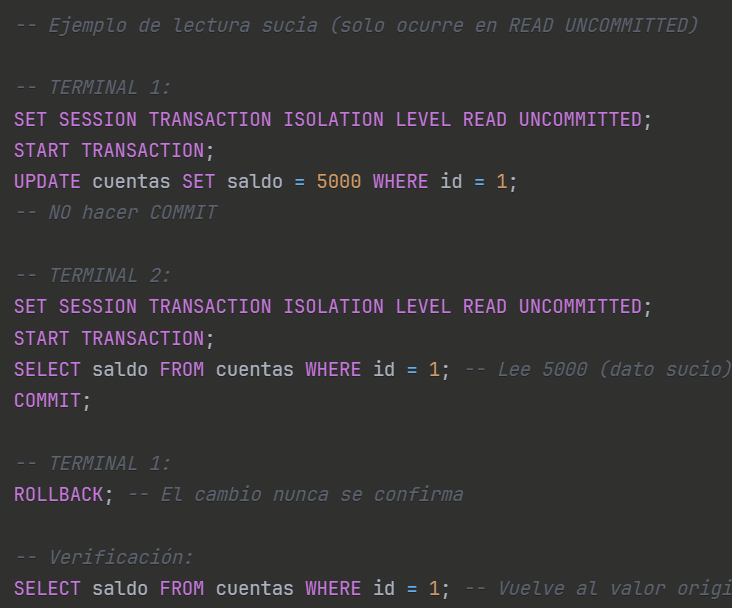 -- Ejemplo de lectura sucia (solo ocurre en READ UNCOMMITTED)
-- TERMINAL 1:
SET SESSION TRANSACTION ISOLATION LEVEL READ UNCOMMITTED;
START TRANSACTION;
UPDATE cuentas SET saldo = 5000 WHERE id = 1;
-- NO hacer COMMIT
-- TERMINAL 2:
SET SESSION TRANSACTION ISOLATION LEVEL READ UNCOMMITTED;
START TRANSACTION;
SELECT saldo FROM cuentas WHERE id = 1; -- Lee 5000 (dato sucio)
COMMIT;
-- TERMINAL 1:
ROLLBACK; -- El cambio nunca se confirma
-- Verificación:
SELECT saldo FROM cuentas WHERE id = 1; -- Vuelve al valor origi